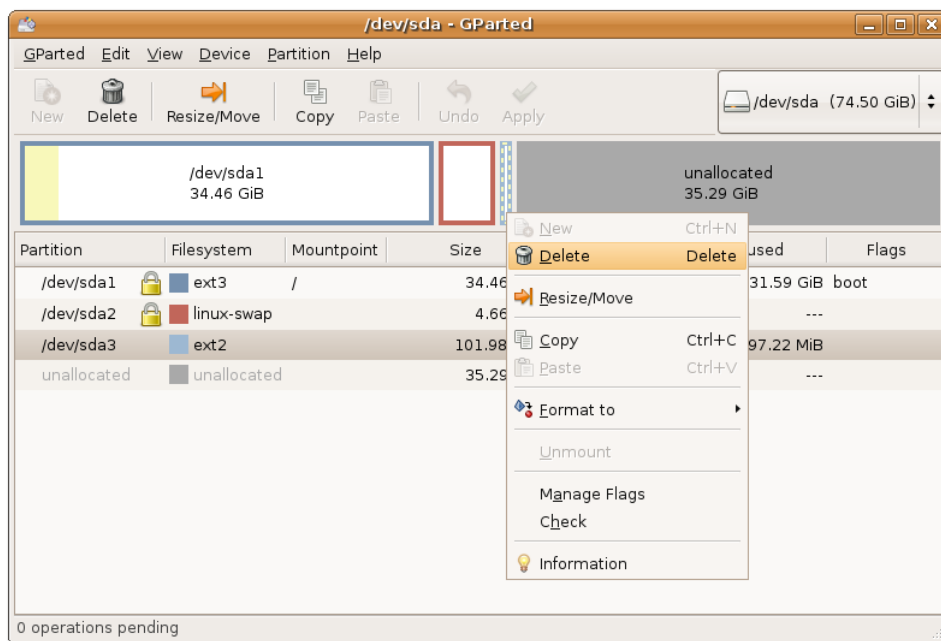 /dev/sda - GParted
GParted Edit View Device Partition Help
New Delete Resize/Move Copy Paste Undo Apply /dev/sda (74.50 GiB)
/dev/sda1
34.46 GiB
unallocated
35.29 GiB
Partition Filesystem Mountpoint Size used Flags
/dev/sda1 ext3 / 34.46 31.59 GiB boot
/dev/sda2 linux-swap 4.66 ---
/dev/sda3 ext2 101.98 97.22 MiB
unallocated unallocated 35.29 ---
New Ctrl+N
Delete Delete
Resize/Move
Copy Ctrl+C
Paste Ctrl+V
Format to
Unmount
Manage Flags
Check
Information
0 operations pending